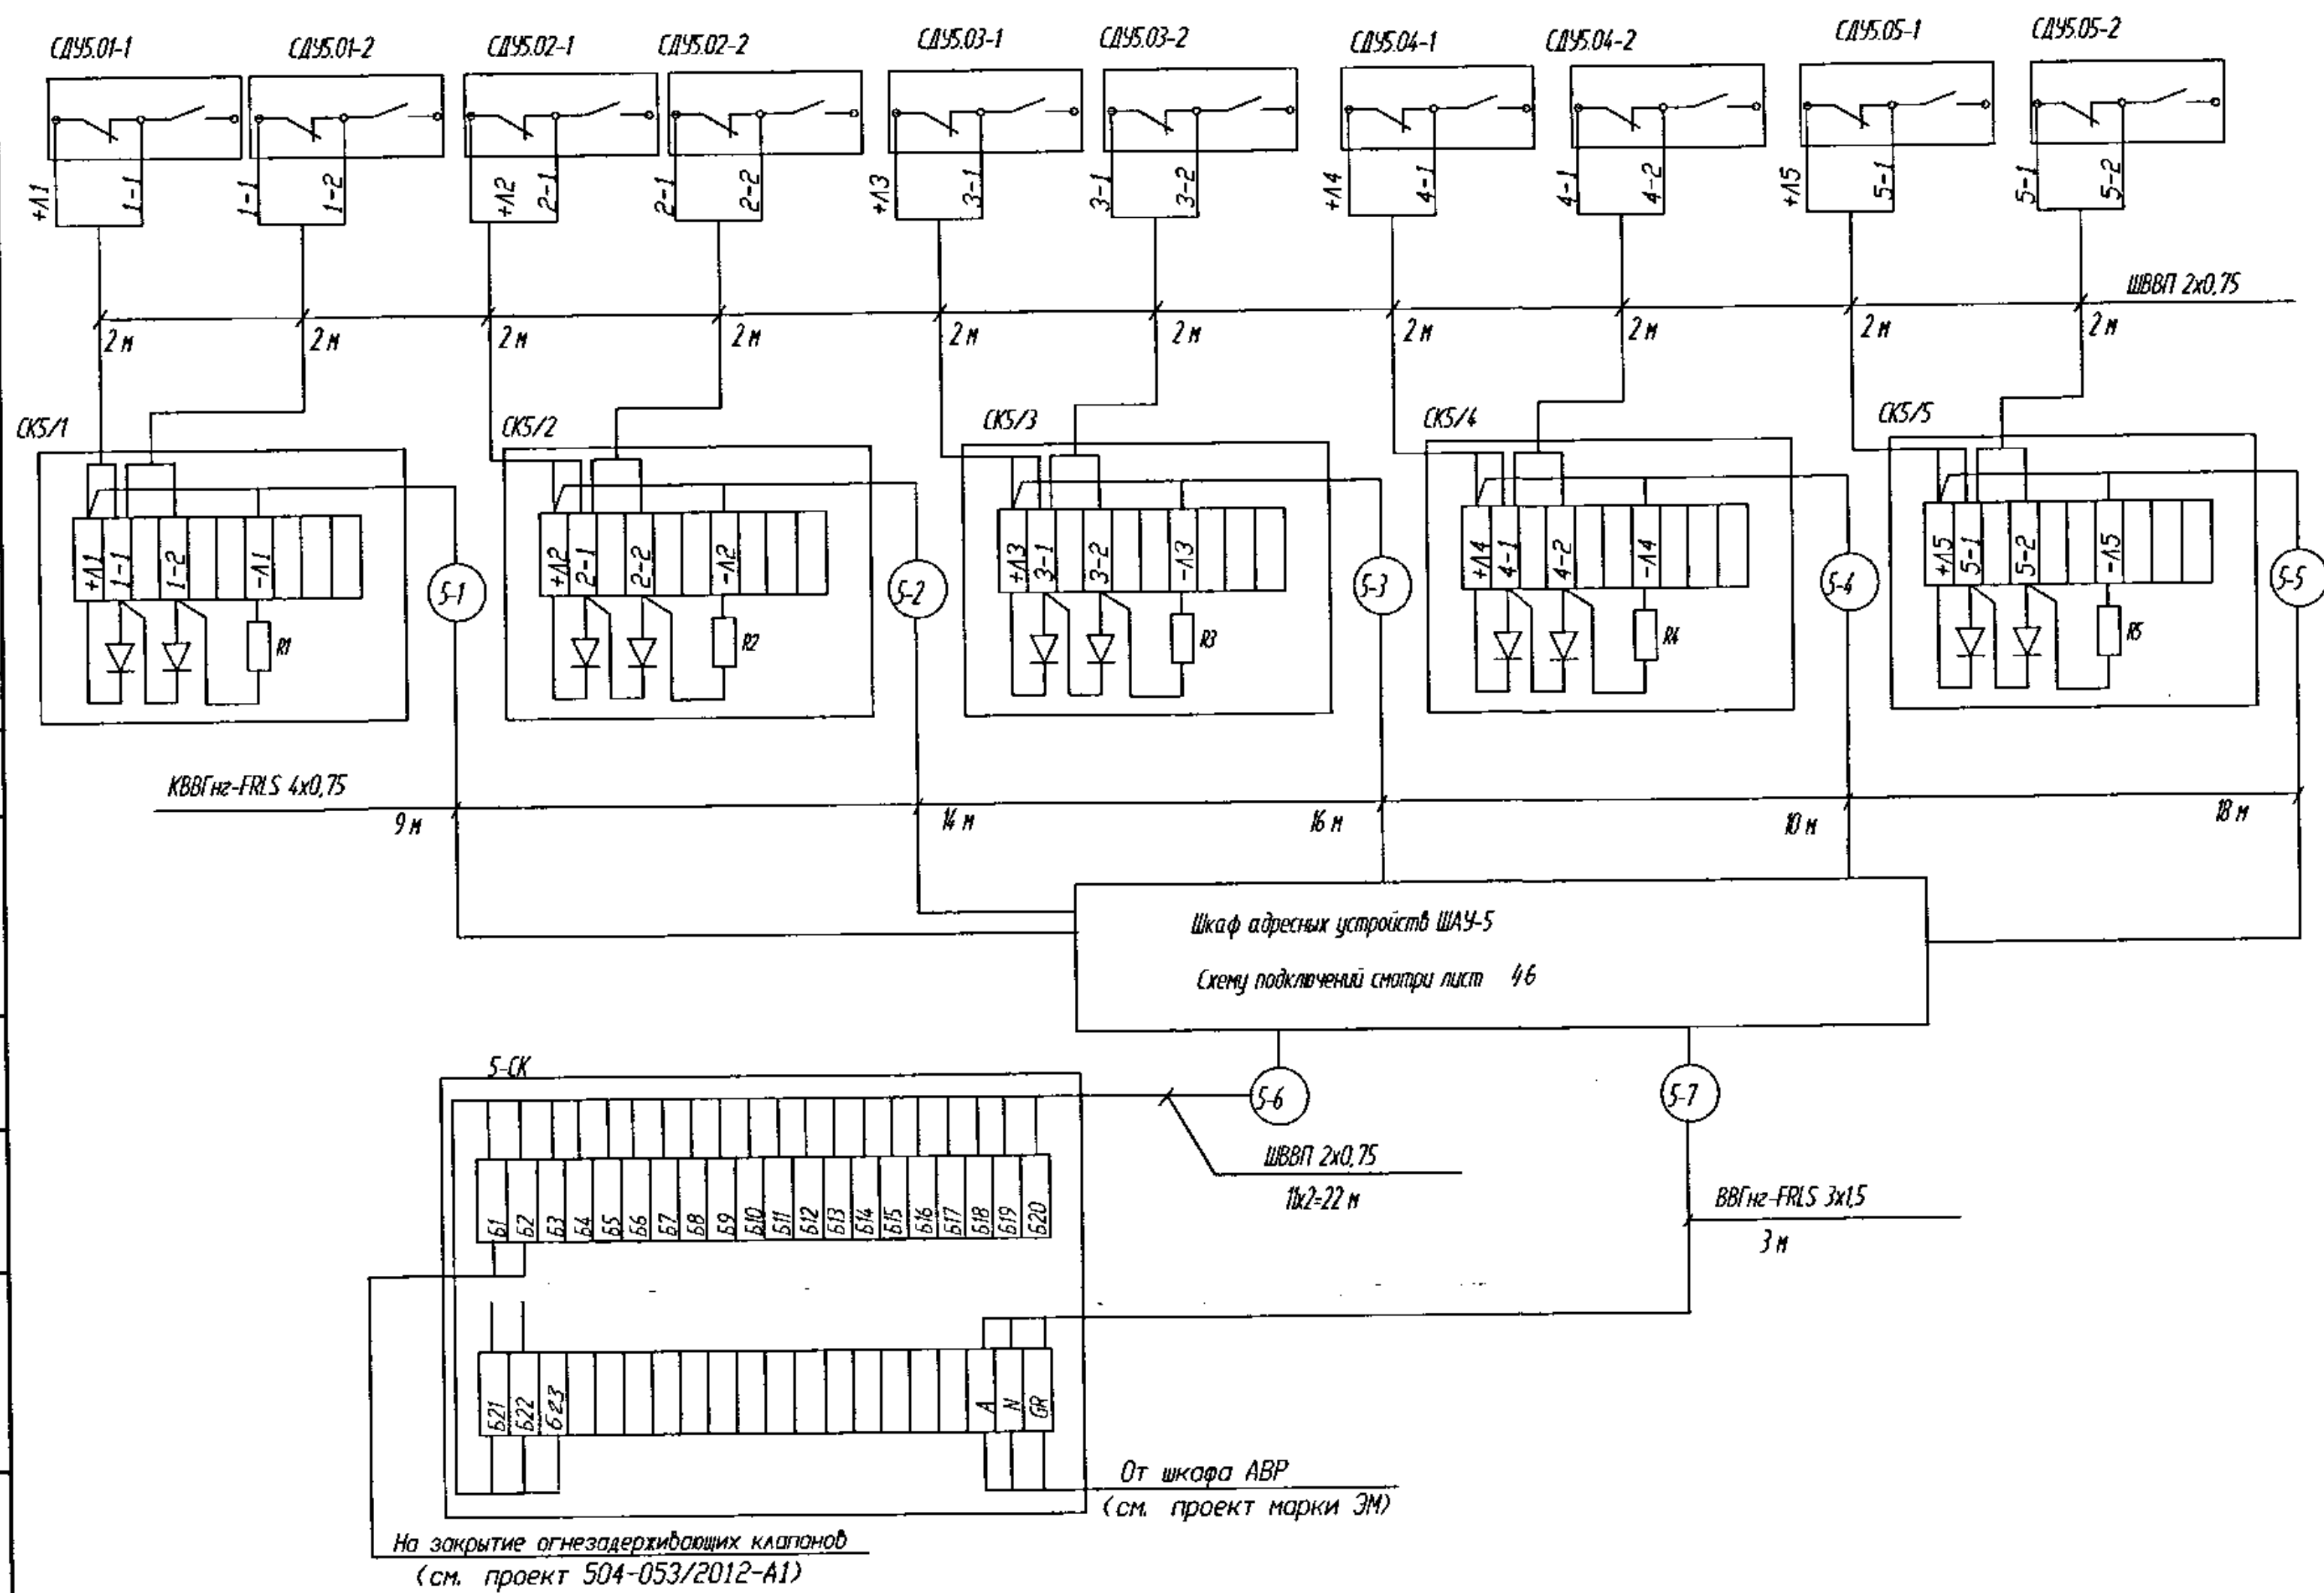 СДУ5.01-1
СДУ5.01-2
СДУ5.02-1
СДУ5.02-2
СДУ5.03-1
СДУ5.03-2
СДУ5.04-1
СДУ5.04-2
СДУ5.05-1
СДУ5.05-2
+Л1
1-1
1-1
1-2
+Л2
2-1
2-1
2-2
+Л3
3-1
3-1
3-2
+Л4
4-1
4-1
4-2
+Л5
5-1
5-1
5-2
ШВВП 2х0,75
2 м
2 м
2 м
2 м
2 м
2 м
2 м
2 м
2 м
2 м
СК5/1
СК5/2
СК5/3
СК5/4
СК5/5
+Л1
1-1
1-2
-Л1
+Л2
2-1
2-2
-Л2
+Л3
3-1
3-2
-Л3
+Л4
4-1
4-2
-Л4
+Л5
5-1
5-2
-Л5
5-1
5-2
5-3
5-4
5-5
R1
R2
R3
R4
R5
КВВГнг-FRLS 4х0,75
9 м
14 м
16 м
10 м
18 м
Шкаф адресных устройств ШАУ-5
Схему подключений смотри лист 46
5-СК
5-6
5-7
ШВВП 2х0,75
11х2=22 м
ВВГнг-FRLS 3х1,5
3 м
Б1
Б2
Б3
Б4
Б5
Б6
Б7
Б8
Б9
Б10
Б11
Б12
Б13
Б14
Б15
Б16
Б17
Б18
Б19
Б20
Б21
Б22
Б23
A
N
GR
От шкафа АВР
(см. проект марки ЭМ)
На закрытие огнезадерживающих клапанов
(см. проект 504-053/2012-А1)